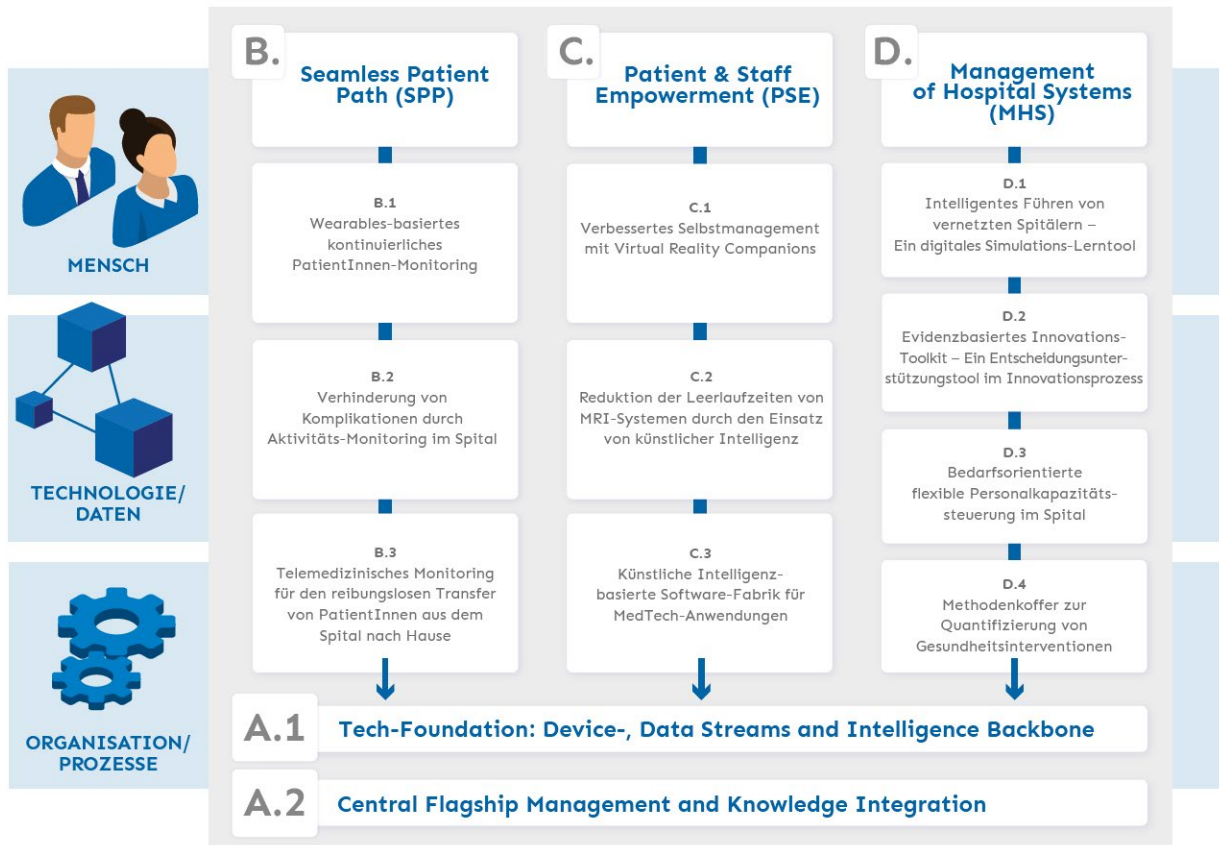 MENSCH
TECHNOLOGIE/
DATEN
ORGANISATION/
PROZESSE
B.
Seamless Patient
Path (SPP)
B.1
Wearables-basiertes
kontinuierliches
PatientInnen-Monitoring
B.2
Verhinderung von
Komplikationen durch
Aktivitäts-Monitoring im Spital
B.3
Telemedizinisches Monitoring
für den reibungslosen Transfer
von PatientInnen aus dem
Spital nach Hause
C.
Patient & Staff
Empowerment (PSE)
C.1
Verbessertes Selbstmanagement
mit Virtual Reality Companions
C.2
Reduktion der Leerlaufzeiten von
MRI-Systemen durch den Einsatz
von künstlicher Intelligenz
C.3
Künstliche Intelligenz-
basierte Software-Fabrik für
MedTech-Anwendungen
D.
Management
of Hospital Systems
(MHS)
D.1
Intelligentes Führen von
vernetzten Spitälern –
Ein digitales Simulations-Lerntool
D.2
Evidenzbasiertes Innovations-
Toolkit – Ein Entscheidungsunter-
stützungstool im Innovationsprozess
D.3
Bedarfsorientierte
flexible Personalkapazitäts-
steuerung im Spital
D.4
Methodenkoffer zur
Quantifizierung von
Gesundheitsinterventionen
A.1
Tech-Foundation: Device-, Data Streams and Intelligence Backbone
A.2
Central Flagship Management and Knowledge Integration